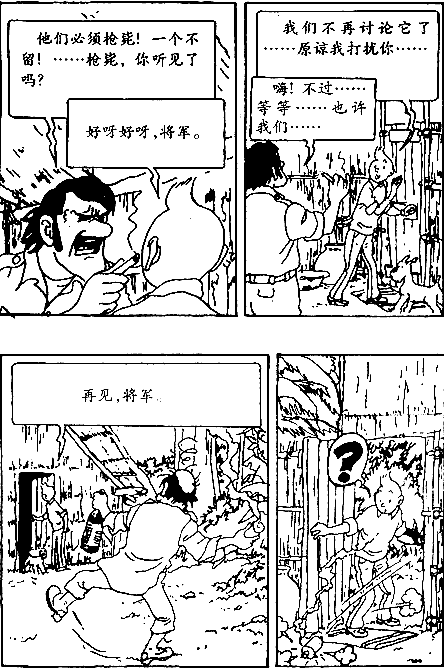 他们必须枪毙！一个不
留！……枪毙，你听见了
吗？
好呀好呀，将军。
我们不再讨论它了
……原谅我打扰你……
嗨！不过……
等等……也许
我们……
再见，将军。
?